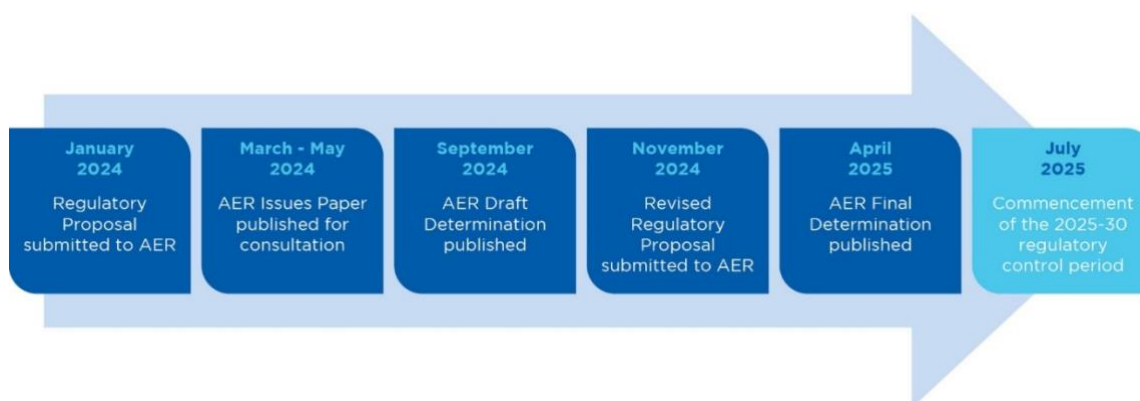 January
2024
Regulatory
Proposal
submitted to AER
March - May
2024
AER Issues Paper
published for
consultation
September
2024
AER Draft
Determination
published
November
2024
Revised
Regulatory
Proposal
submitted to AER
April
2025
AER Final
Determination
published
July
2025
Commencement
of the 2025-30
regulatory
control period